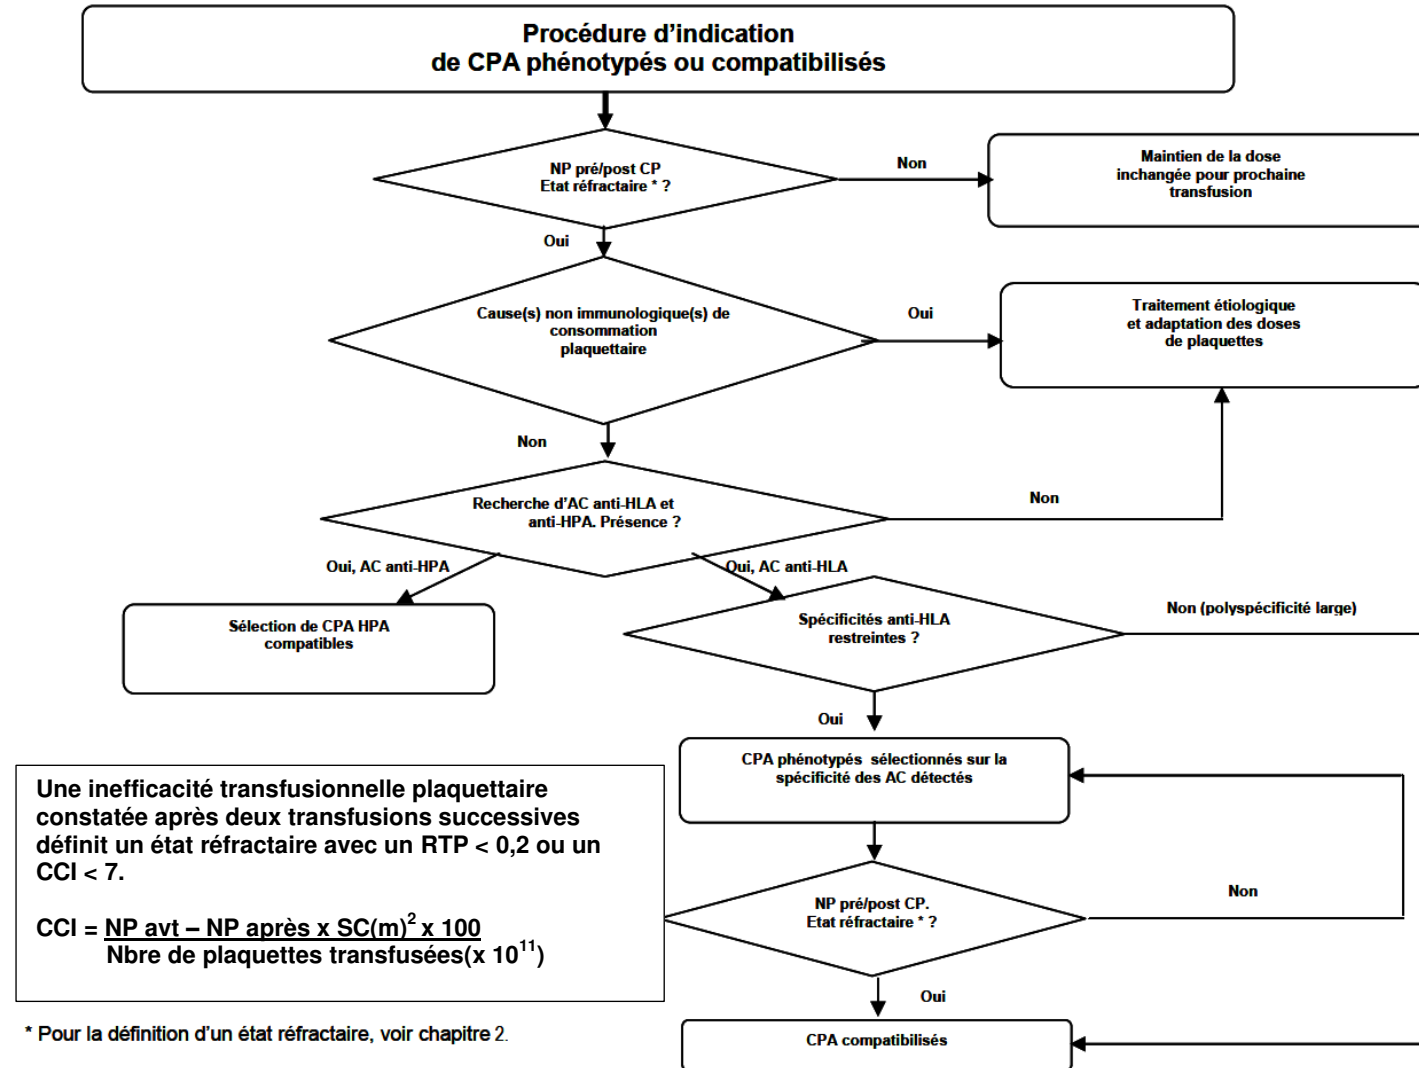 Procédure d'indication
de CPA phénotypés ou compatibilisés
NP pré/post CP
Etat réfractaire * ?
Non
Maintien de la dose
inchangée pour prochaine
transfusion
Oui
Cause(s) non immunologique(s) de
consommation
plaquettaire
Oui
Traitement étiologique
et adaptation des doses
de plaquettes
Non
Recherche d'AC anti-HLA et
anti-HPA. Présence ?
Non
Oui, AC anti-HPA
Oui, AC anti-HLA
Sélection de CPA HPA
compatibles
Spécificités anti-HLA
restreintes ?
Non (polyspécificité large)
Oui
CPA phénotypés sélectionnés sur la
spécificité des AC détectés
NP pré/post CP.
Etat réfractaire * ?
Non
Oui
CPA compatibilisés
Une inefficacité transfusionnelle plaquettaire
constatée après deux transfusions successives
définit un état réfractaire avec un RTP < 0,2 ou un
CCI < 7.
CCI = NP avt – NP après x SC(m)² x 100
Nbre de plaquettes transfusées(x 10¹¹)
* Pour la définition d'un état réfractaire, voir chapitre 2.